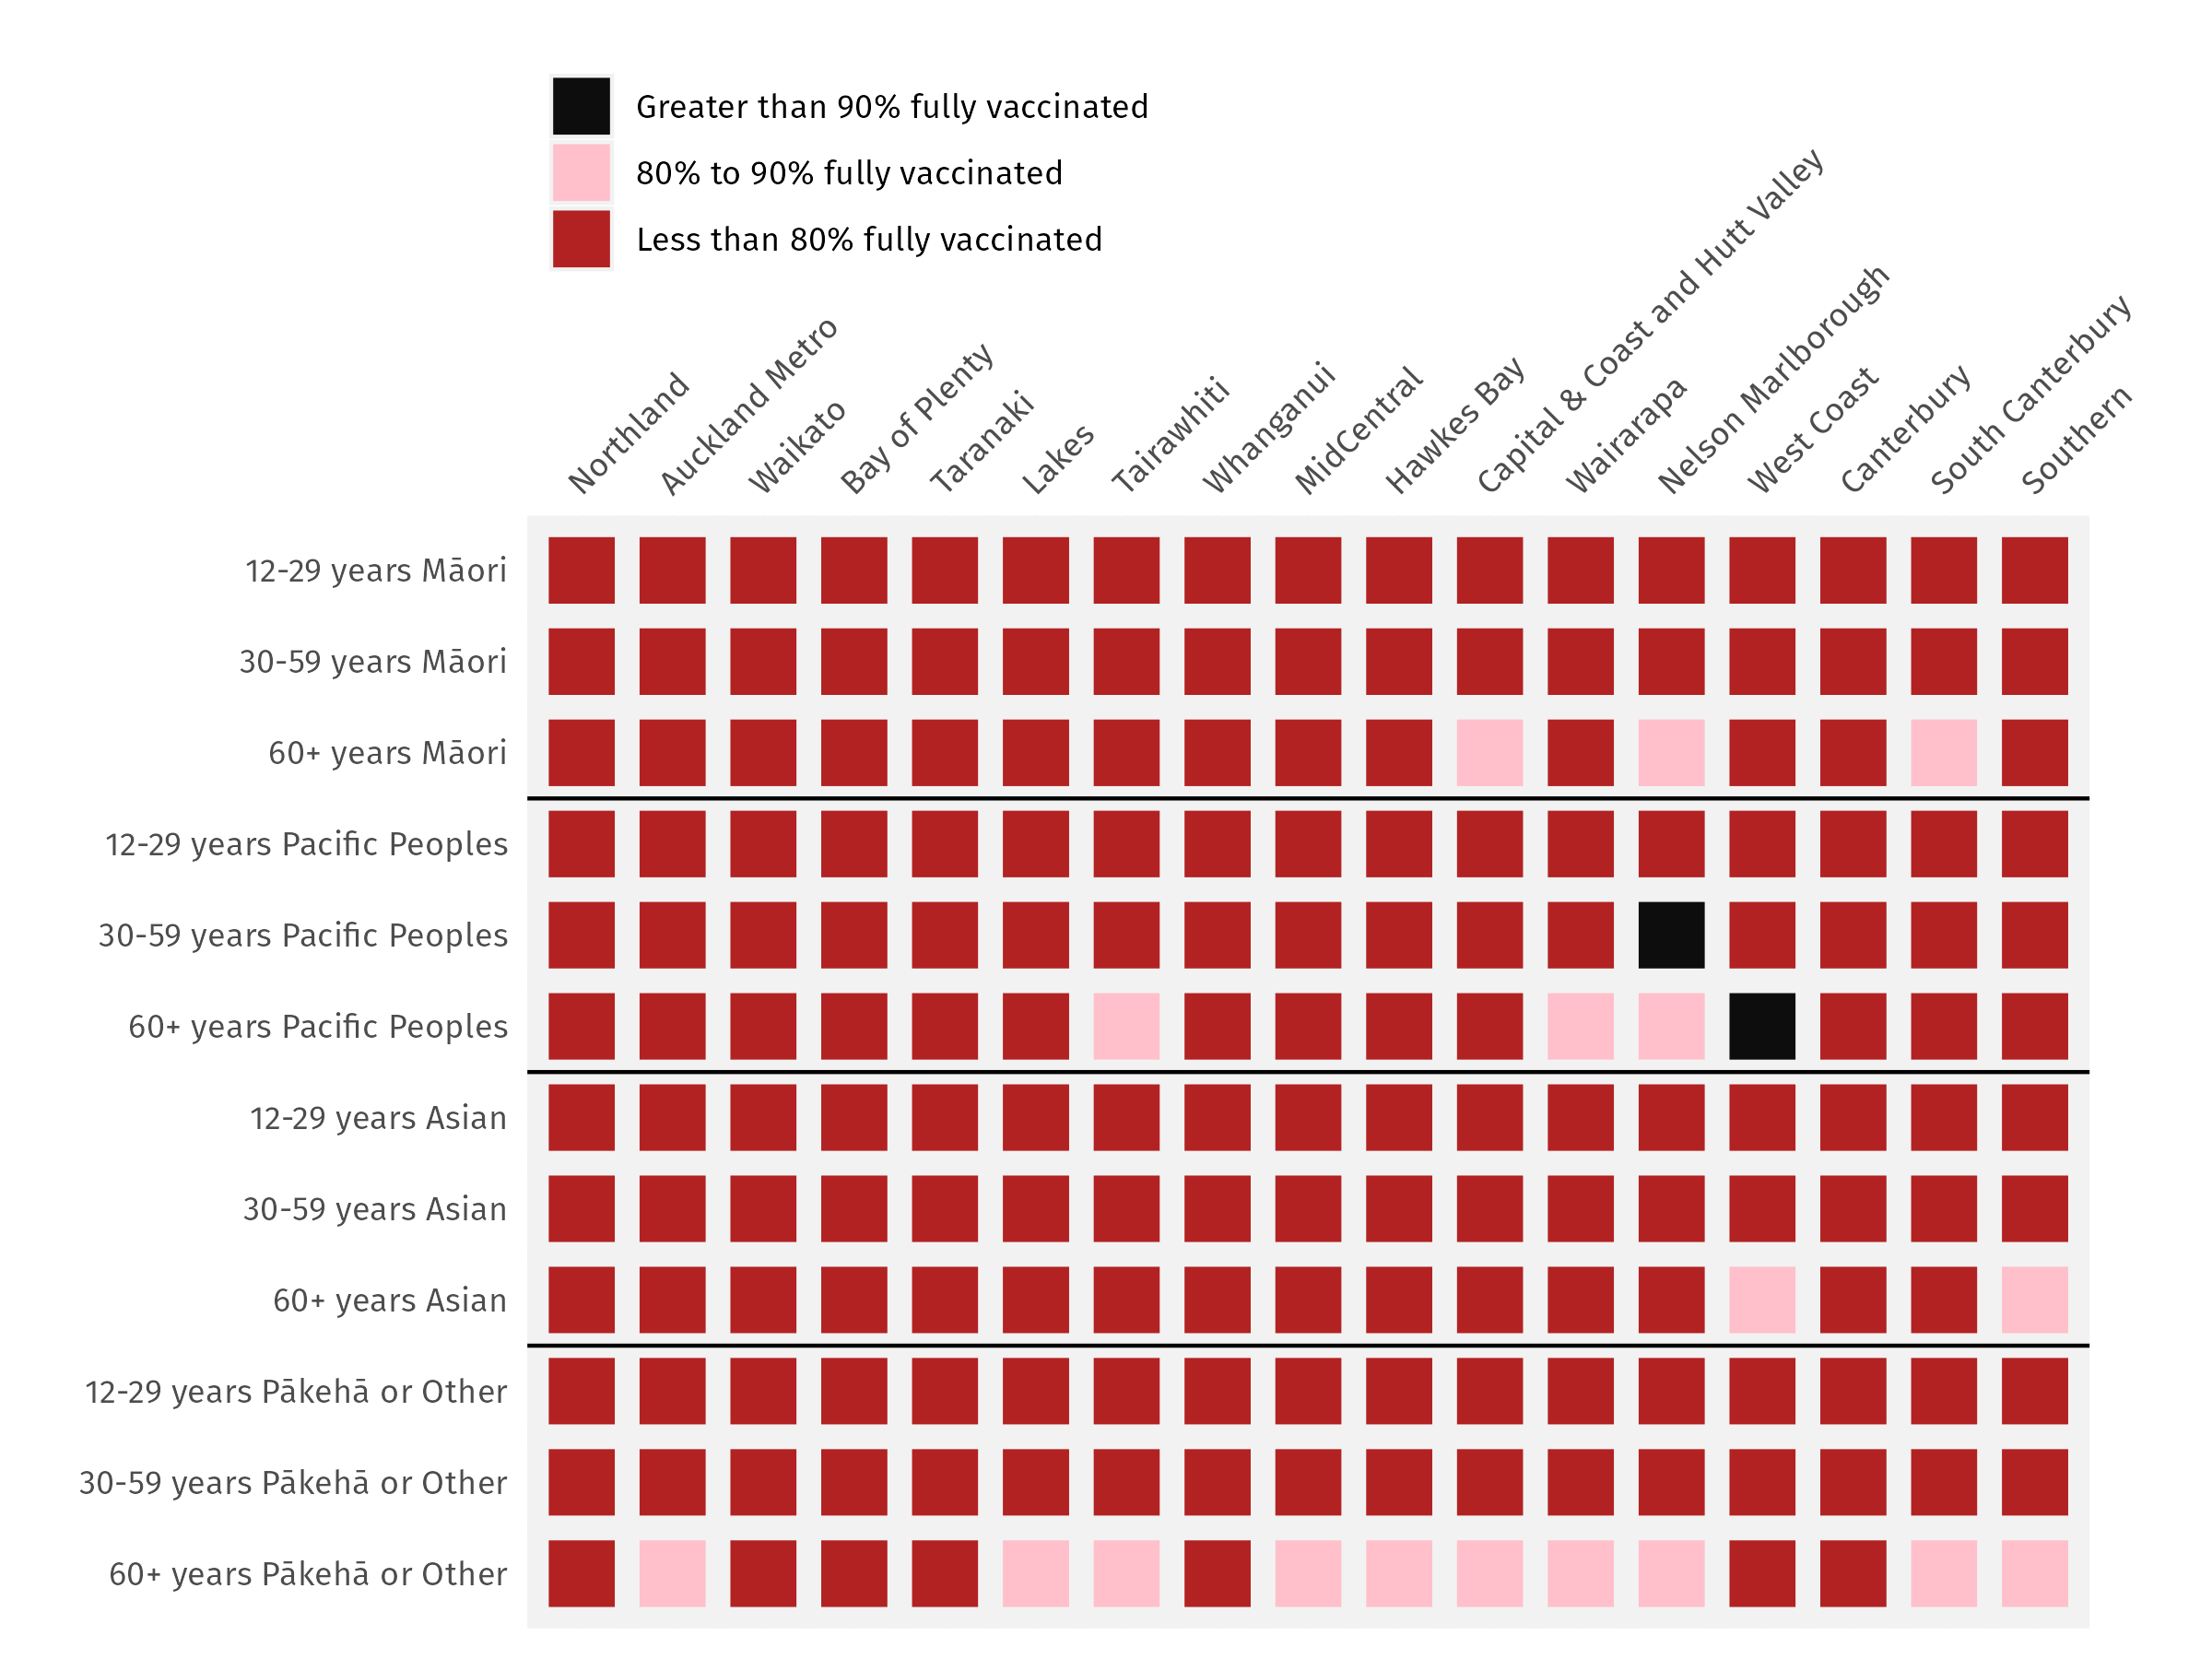 Greater than 90% fully vaccinated
80% to 90% fully vaccinated
Less than 80% fully vaccinated
Northland
Auckland Metro
Waikato
Bay of Plenty
Taranaki
Lakes
Tairawhiti
Whanganui
MidCentral
Hawkes Bay
Capital & Coast and Hutt Valley
Wairarapa
Nelson Marlborough
West Coast
Canterbury
South Canterbury
Southern
12-29 years Māori
30-59 years Māori
60+ years Māori
12-29 years Pacific Peoples
30-59 years Pacific Peoples
60+ years Pacific Peoples
12-29 years Asian
30-59 years Asian
60+ years Asian
12-29 years Pākehā or Other
30-59 years Pākehā or Other
60+ years Pākehā or Other